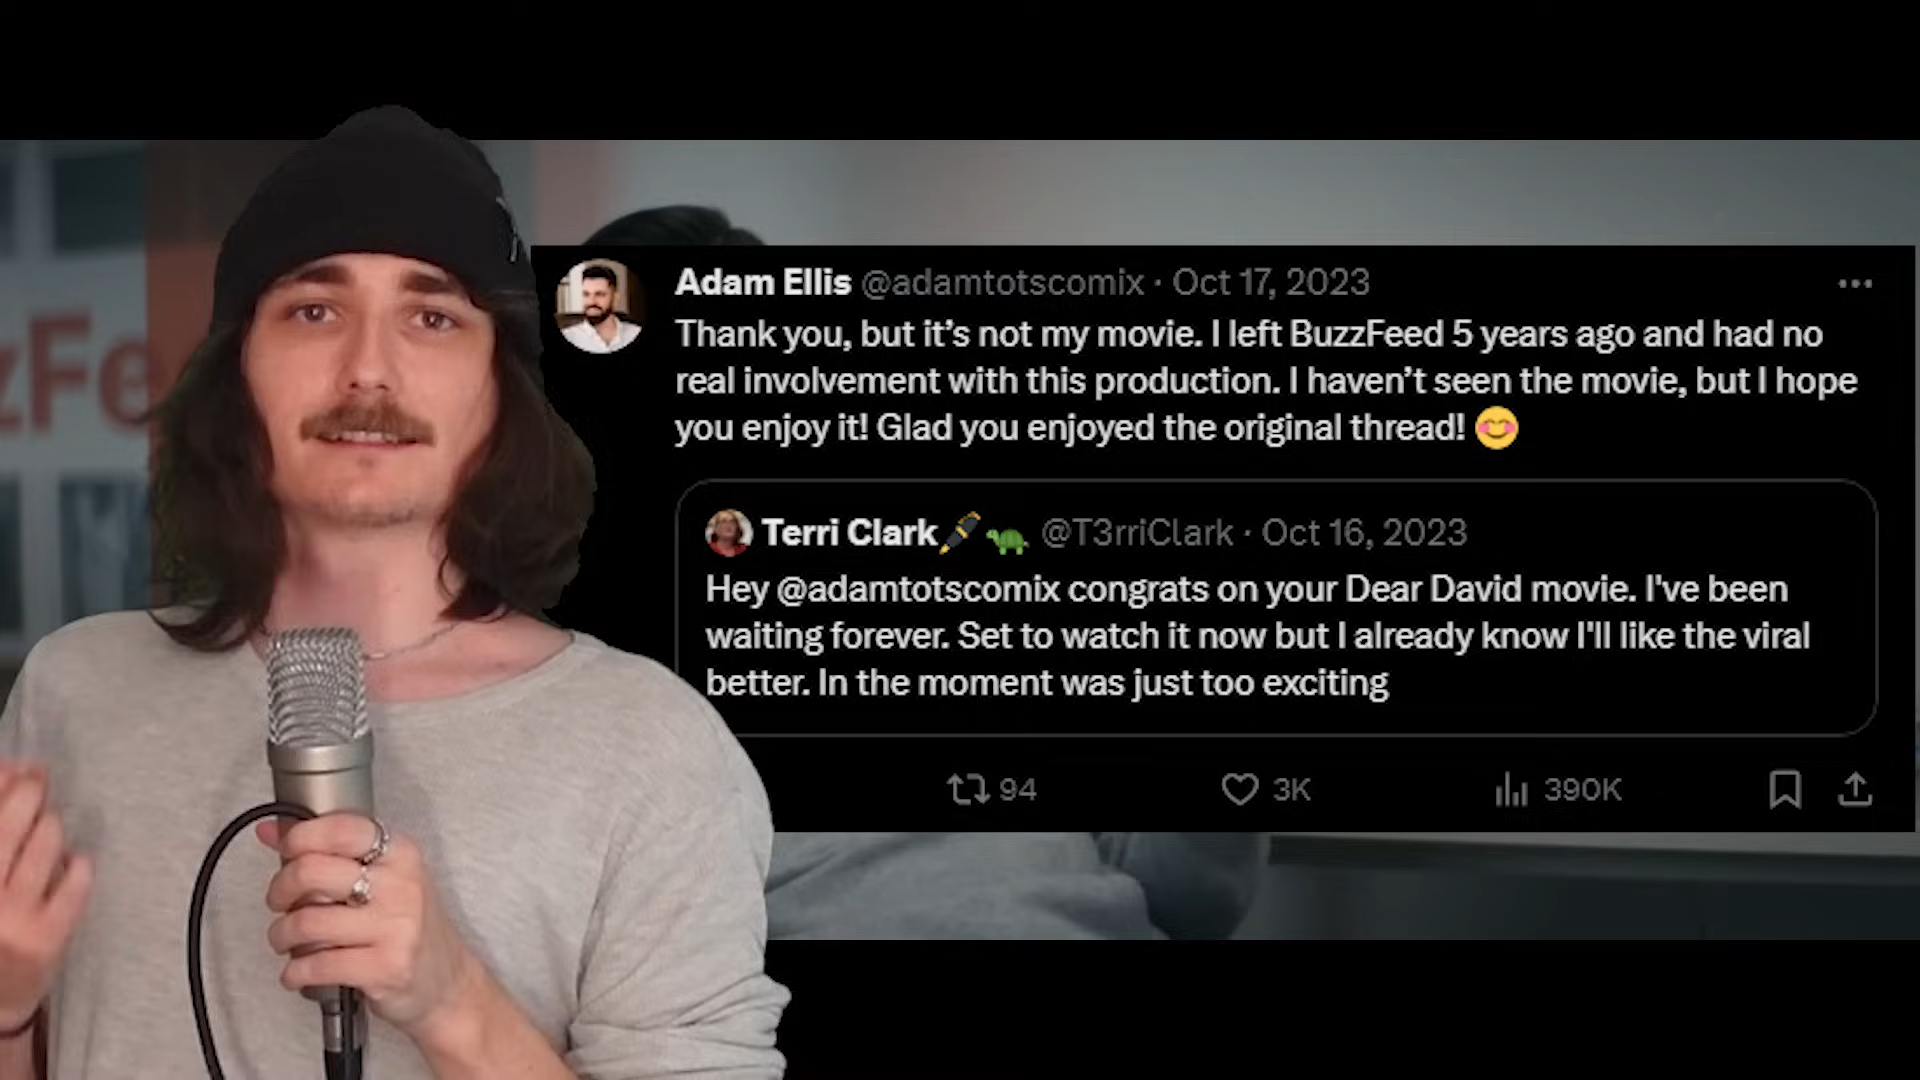 zFe
Adam Ellis @adamtotscomix · Oct 17, 2023
Thank you, but it’s not my movie. I left BuzzFeed 5 years ago and had no
real involvement with this production. I haven’t seen the movie, but I hope
you enjoy it! Glad you enjoyed the original thread! 😊
Terri Clark🖋️🐢 @T3rriClark · Oct 16, 2023
Hey @adamtotscomix congrats on your Dear David movie. I've been
waiting forever. Set to watch it now but I already know I'll like the viral
better. In the moment was just too exciting
94 3K 390K